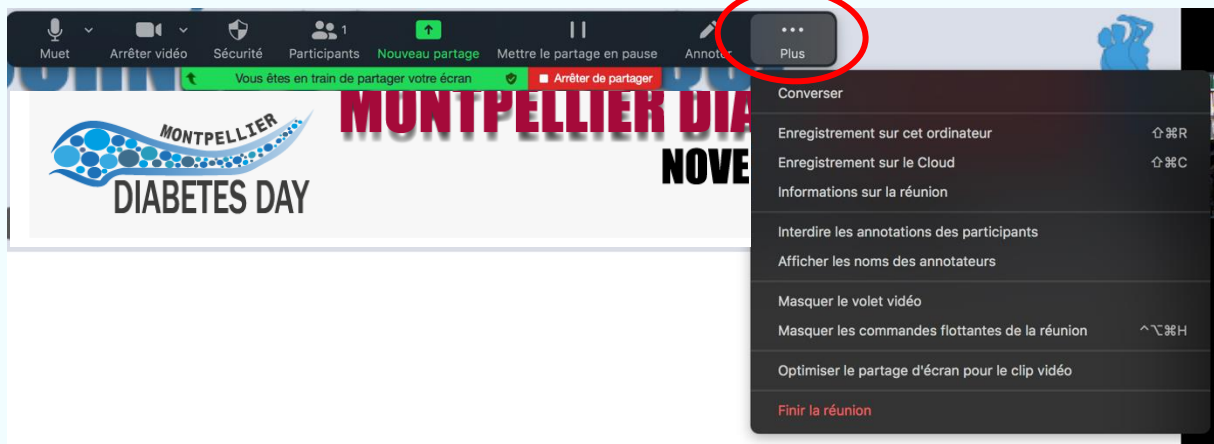 1
Muet Arrêter vidéo Sécurité Participants Nouveau partage Mettre le partage en pause Annoter Plus
Vous êtes en train de partager votre écran Arrêter de partager
MONTPELLIER
DIABETES DAY
MONTPELLIER DIA
NOVE
Converser
Enregistrement sur cet ordinateur ⇧⌘R
Enregistrement sur le Cloud ⇧⌘C
Informations sur la réunion
Interdire les annotations des participants
Afficher les noms des annotateurs
Masquer le volet vidéo
Masquer les commandes flottantes de la réunion ^⌥⌘H
Optimiser le partage d'écran pour le clip vidéo
Finir la réunion